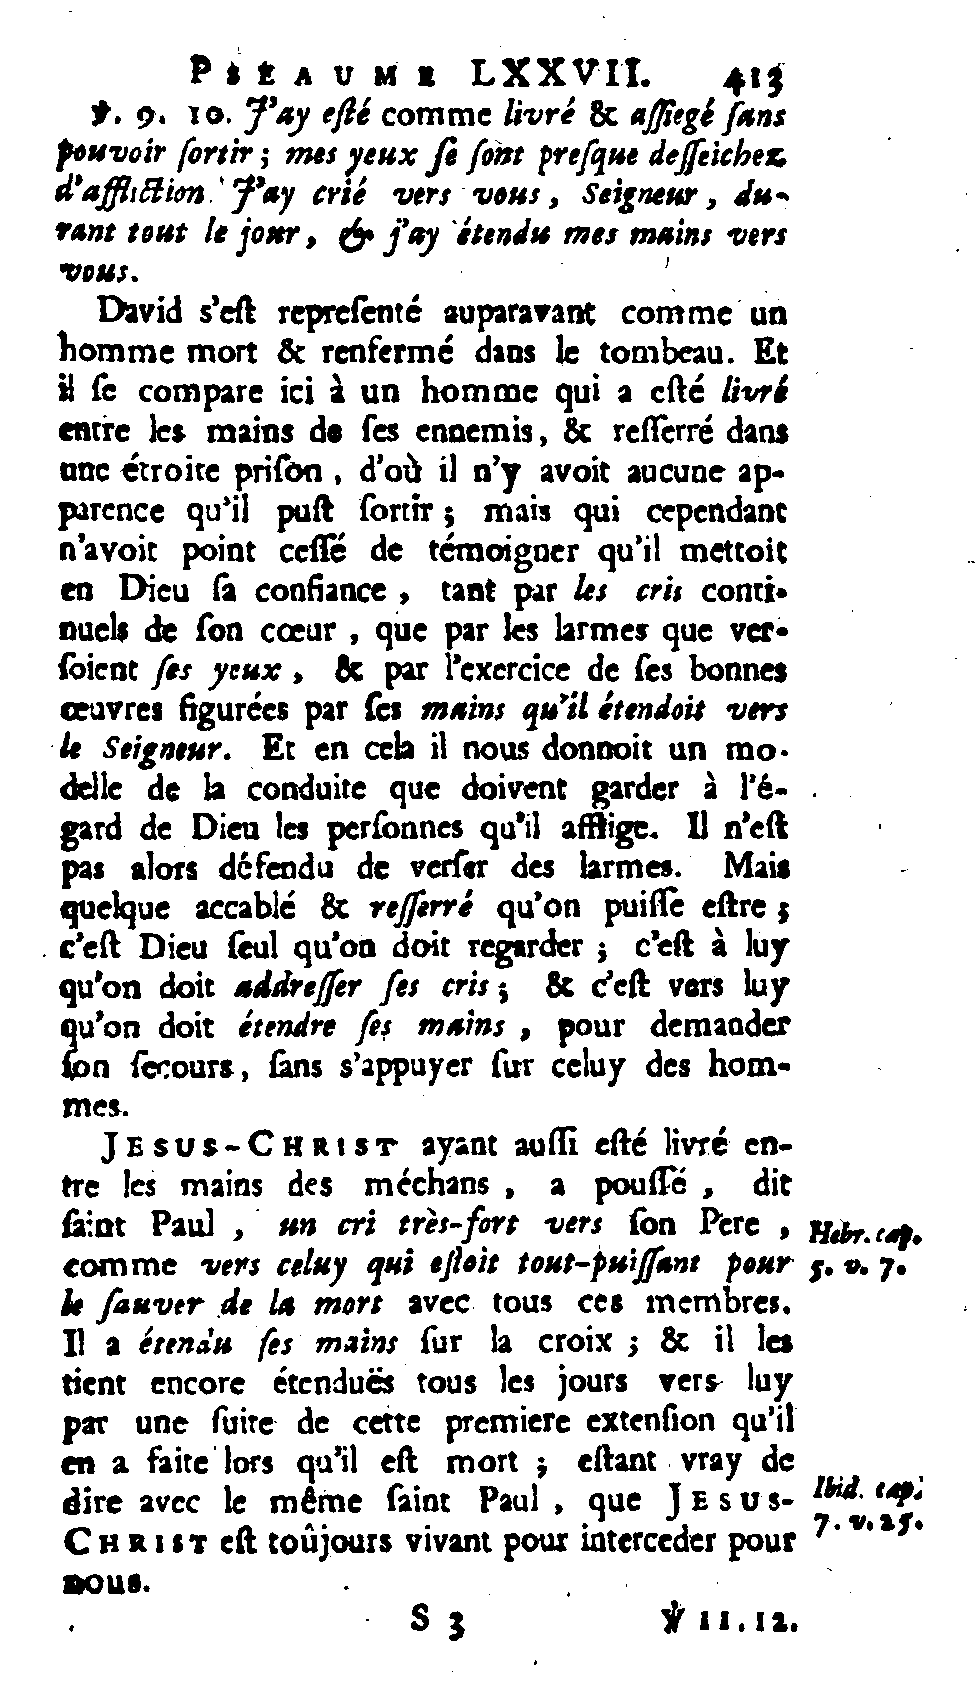 PSEAUME LXXVII. 413
℣. 9. 10. J'ay eſté comme livré & aſſiegé ſans
pouvoir ſortir ; mes yeux ſe ſont preſque deſſeichez
d'affliction. J'ay crié vers vous, Seigneur, du-
rant tout le jour, & j'ay étendu mes mains vers
vous.
David s'eſt repreſenté auparavant comme un
homme mort & renfermé dans le tombeau. Et
il ſe compare ici à un homme qui a eſté livré
entre les mains de ſes ennemis, & reſſerré dans
une étroite priſon, d'où il n'y avoit aucune ap-
parence qu'il puſt ſortir ; mais qui cependant
n'avoit point ceſſé de témoigner qu'il mettoit
en Dieu ſa confiance, tant par les cris conti-
nuels de ſon cœur, que par les larmes que ver-
ſoient ſes yeux, & par l'exercice de ſes bonnes
œuvres figurées par ſes mains qu'il étendoit vers
le Seigneur. Et en cela il nous donnoit un mo-
delle de la conduite que doivent garder à l'é-
gard de Dieu les perſonnes qu'il afflige. Il n'eſt
pas alors défendu de verſer des larmes. Mais
quelque accablé & reſſerré qu'on puiſſe eſtre ;
c'eſt Dieu ſeul qu'on doit regarder ; c'eſt à luy
qu'on doit addreſſer ſes cris ; & c'eſt vers luy
qu'on doit étendre ſes mains, pour demander
ſon ſecours, ſans s'appuyer ſur celuy des hom-
mes.
JESUS-CHRIST ayant auſſi eſté livré en-
tre les mains des méchans, a pouſſé, dit
ſaint Paul, un cri très-fort vers ſon Pere,
Hebr. cap.
comme vers celuy qui eſtoit tout-puiſſant pour
5. v. 7.
le ſauver de la mort avec tous ces membres.
Il a étendu ſes mains ſur la croix ; & il les
tient encore étenduës tous les jours vers luy
par une ſuite de cette premiere extenſion qu'il
en a faite lors qu'il eſt mort ; eſtant vray de
dire avec le même ſaint Paul, que JESUS-
Ibid. cap.
CHRIST eſt toûjours vivant pour interceder pour
7. v. 25.
nous.
S 3 ℣ 11. 12.